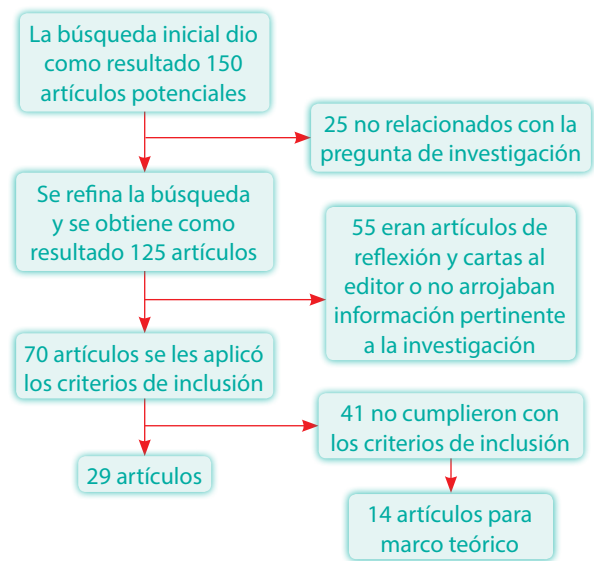 La búsqueda inicial dio
como resultado 150
artículos potenciales
25 no relacionados con la
pregunta de investigación
Se refina la búsqueda
y se obtiene como
resultado 125 artículos
55 eran artículos de
reflexión y cartas al
editor o no arrojaban
información pertinente
a la investigación
70 artículos se les aplicó
los criterios de inclusión
41 no cumplieron con
los criterios de inclusión
29 artículos
14 artículos para
marco teórico